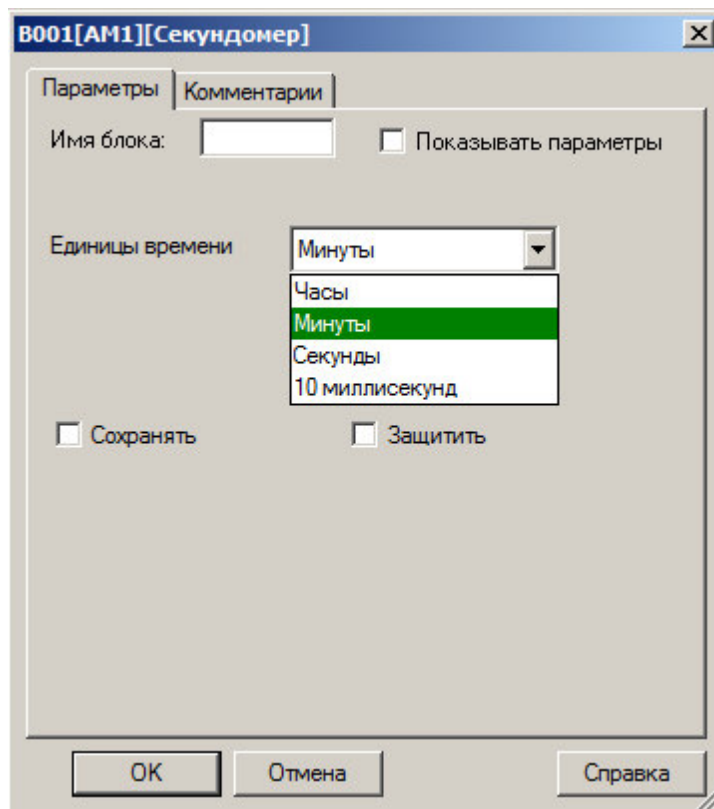 B001[AM1][Секундомер]
Параметры Комментарии
Имя блока: Показывать параметры
Единицы времени Минуты
Часы
Минуты
Секунды
10 миллисекунд
Сохранять Защитить
OK Отмена Справка